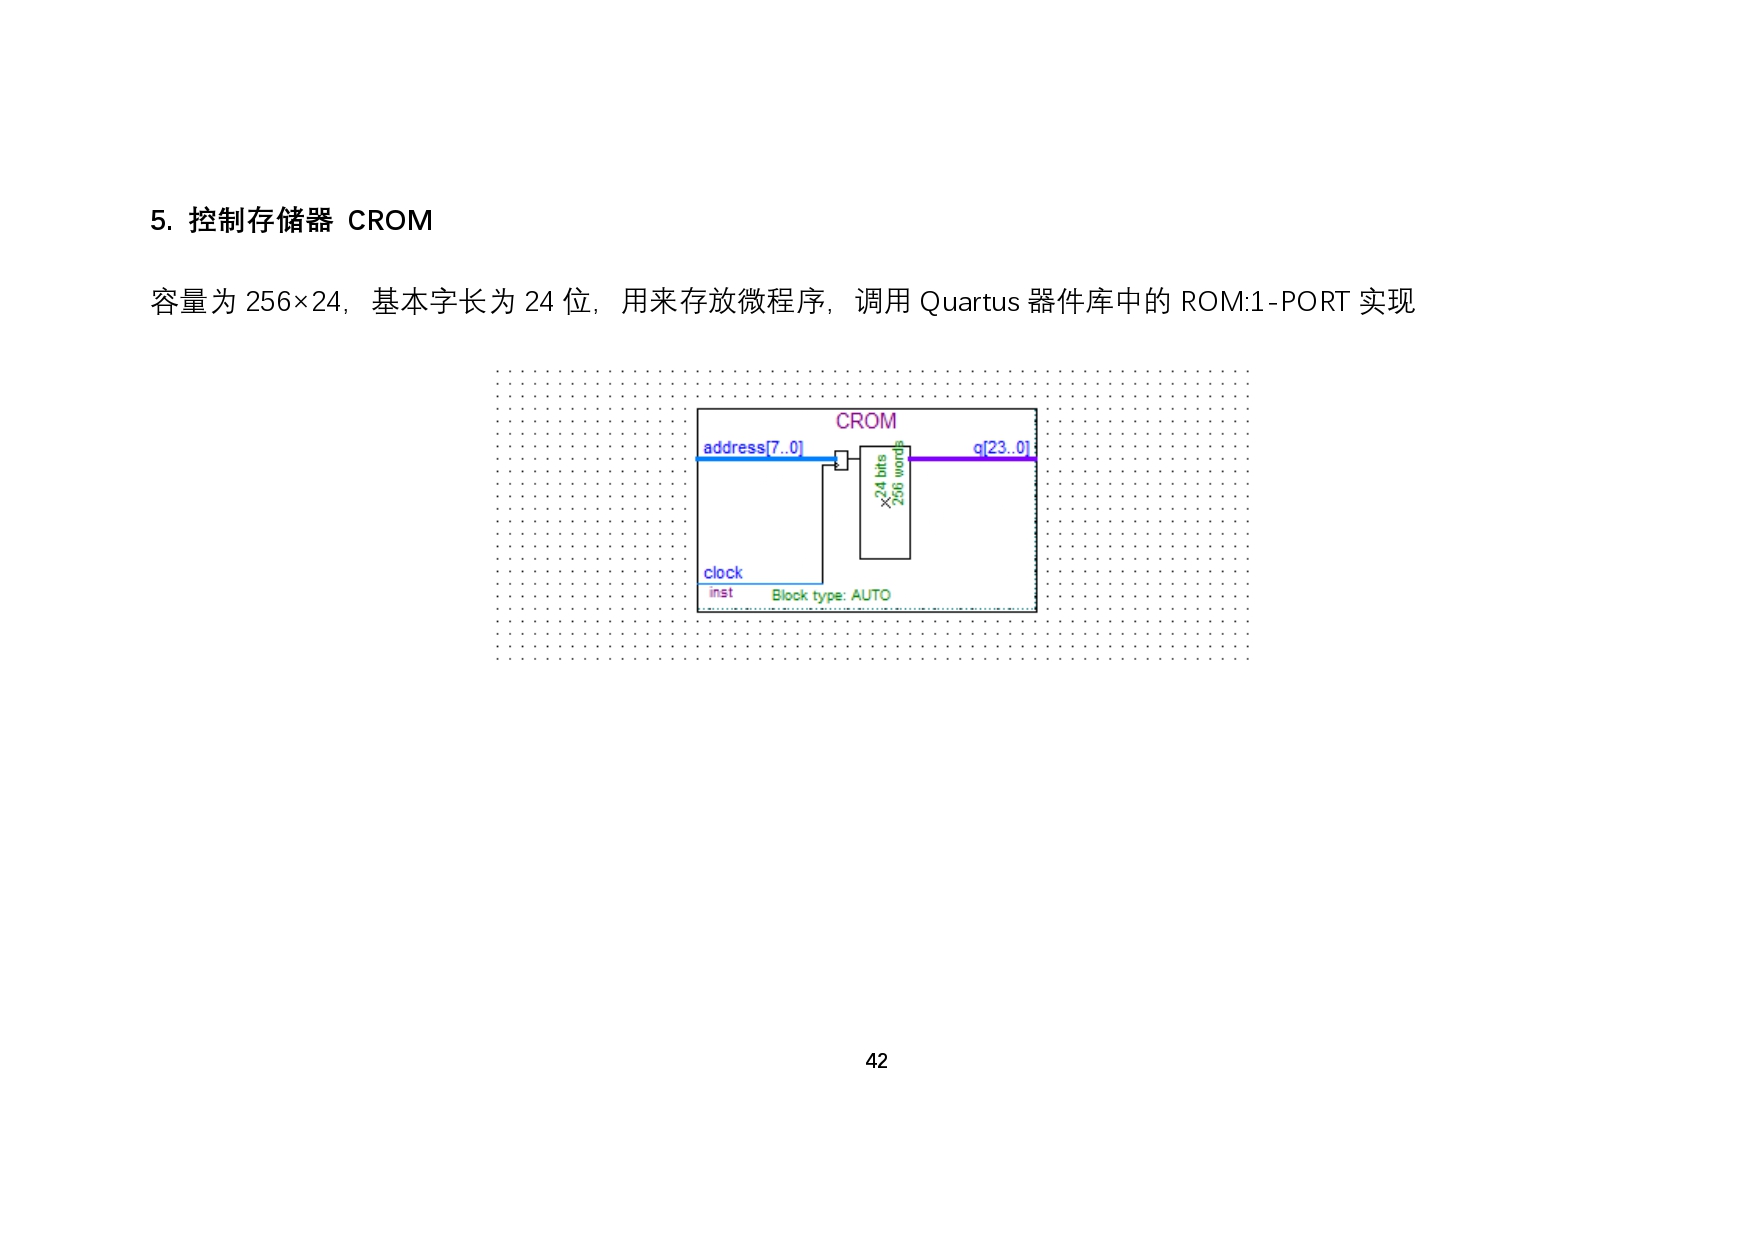 5. 控制存储器 CROM
容量为 256×24，基本字长为 24 位，用来存放微程序，调用 Quartus 器件库中的 ROM:1-PORT 实现
CROM
address[7..0]
q[23..0]
24 bits
256 words
clock
inst
Block type: AUTO
42